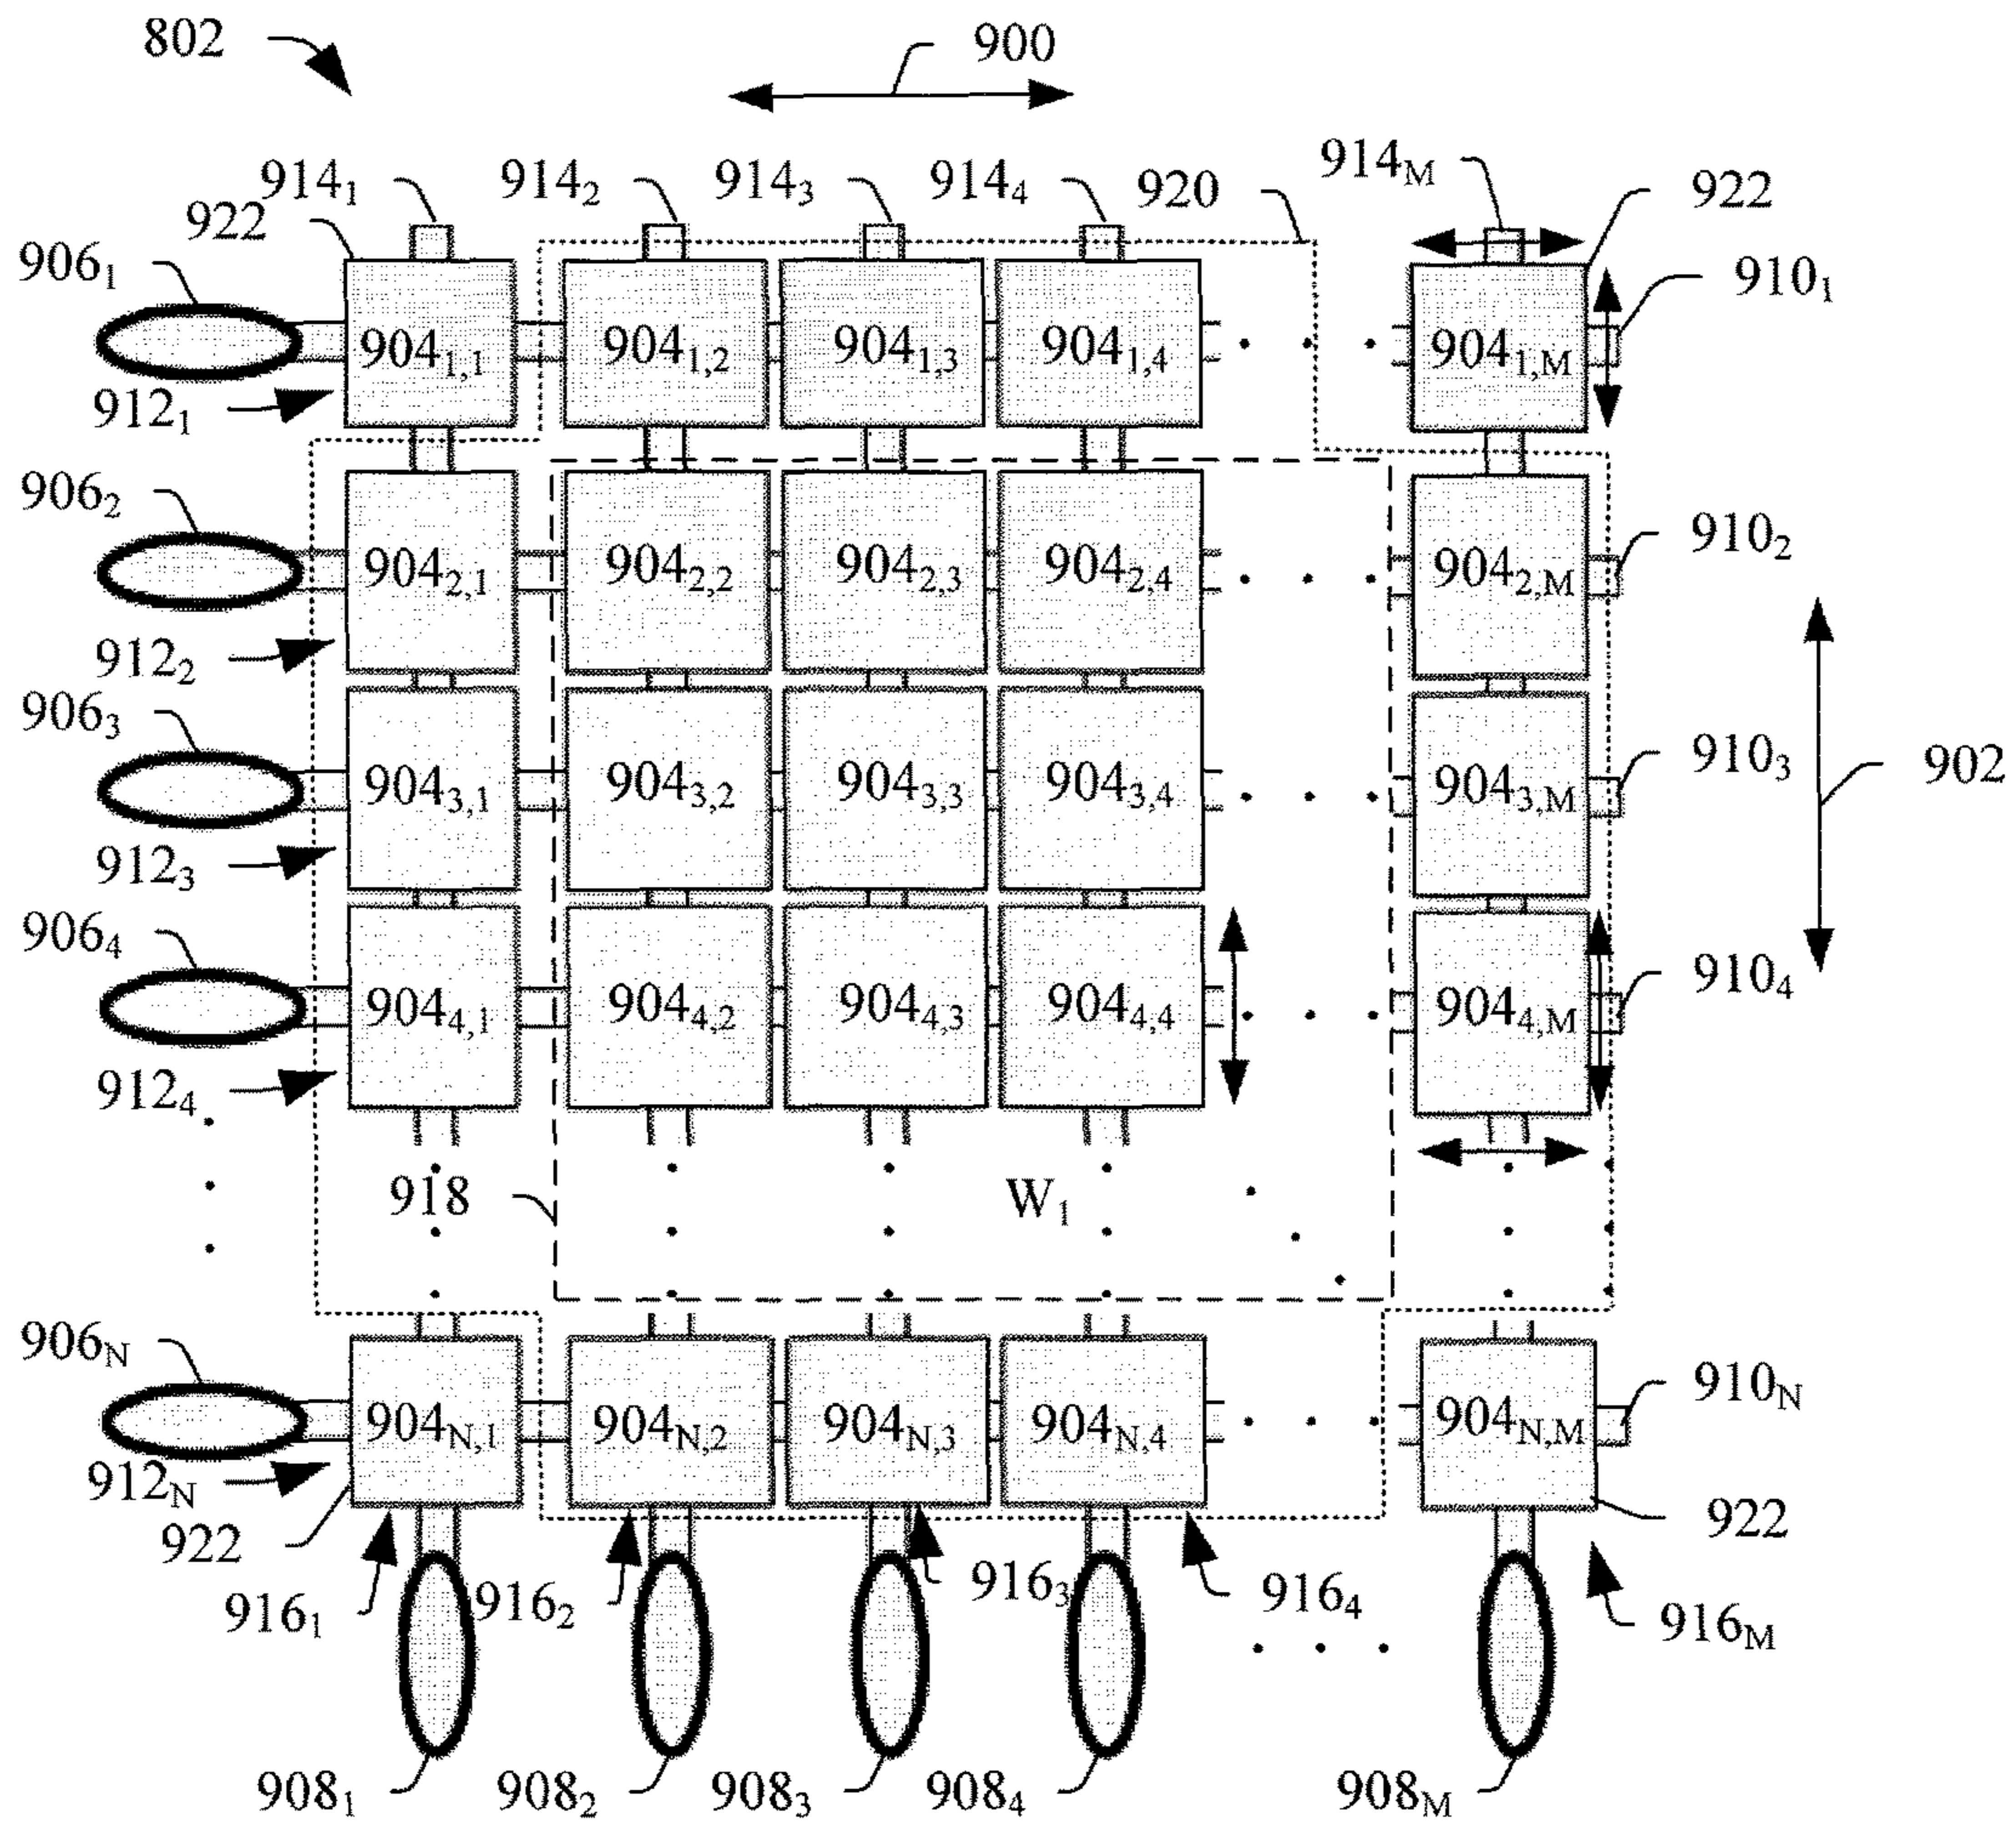 802 900
914₁ 914₂ 914₃ 914₄ 920 914M 922
922
906₁ 904₁,₁ 904₁,₂ 904₁,₃ 904₁,₄ . . . 904₁,M 910₁
912₁
906₂ 904₂,₁ 904₂,₂ 904₂,₃ 904₂,₄ . . . 904₂,M 910₂
912₂
906₃ 904₃,₁ 904₃,₂ 904₃,₃ 904₃,₄ . . . 904₃,M 910₃ 902
912₃
906₄ 904₄,₁ 904₄,₂ 904₄,₃ 904₄,₄ . . . 904₄,M 910₄
912₄
918 W₁
906N 904N,₁ 904N,₂ 904N,₃ 904N,₄ . . . 904N,M 910N
912N
922 922
916₁ 916₂ 916₃ 916₄ . . . 916M
908₁ 908₂ 908₃ 908₄ 908M